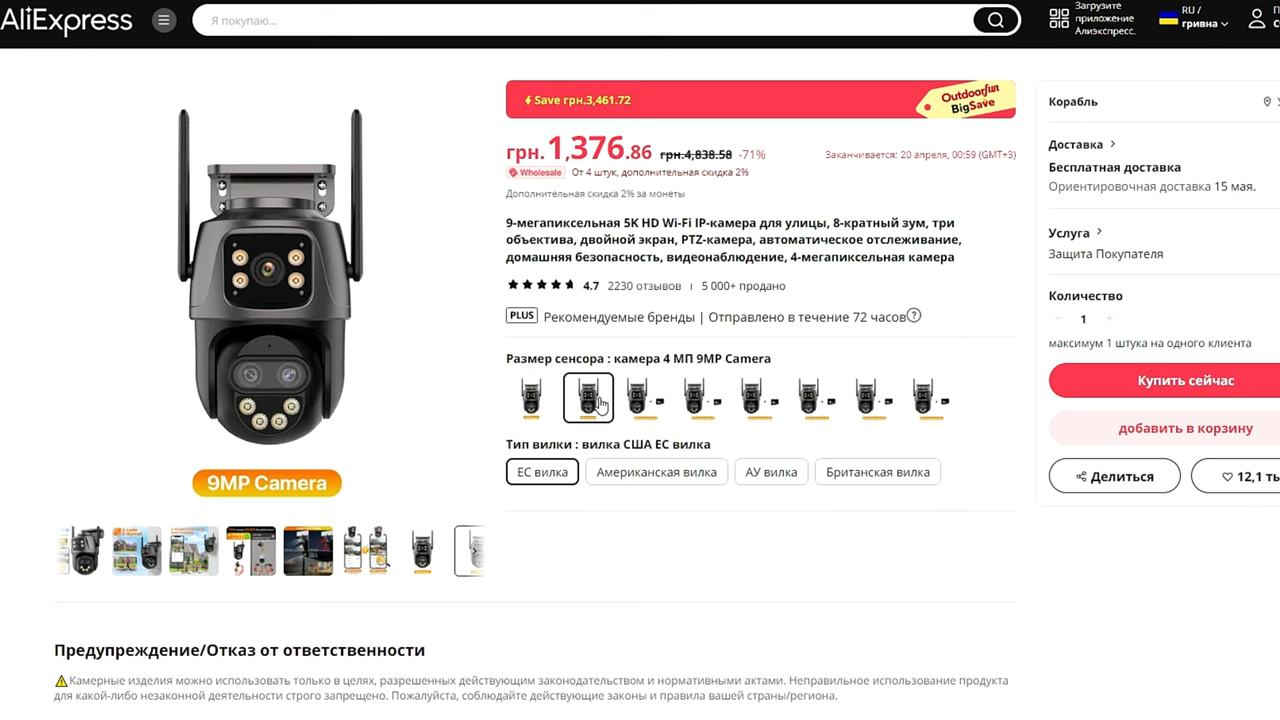 AliExpress
Я покупаю...
Загрузите
приложение
Алиэкспресс.
RU /
гривна
Save грн.3,461.72
Outdoorfun
BigSave
грн.1,376.86 грн.4,838.58 -71%
Заканчивается: 20 апреля, 00:59 (GMT+3)
Wholesale От 4 штук, дополнительная скидка 2%
Дополнительная скидка 2% за монеты
9-мегапиксельная 5K HD Wi-Fi IP-камера для улицы, 8-кратный зум, три
объектива, двойной экран, PTZ-камера, автоматическое отслеживание,
домашняя безопасность, видеонаблюдение, 4-мегапиксельная камера
4.7 2230 отзывов | 5 000+ продано
PLUS Рекомендуемые бренды | Отправлено в течение 72 часов
Размер сенсора : камера 4 МП 9MP Camera
Тип вилки : вилка США ЕС вилка
ЕС вилка
Американская вилка
АУ вилка
Британская вилка
9MP Camera
Корабль
Доставка
Бесплатная доставка
Ориентировочная доставка 15 мая.
Услуга
Защита Покупателя
Количество
− 1 +
максимум 1 штука на одного клиента
Купить сейчас
добавить в корзину
Делиться
12,1 ты
Предупреждение/Отказ от ответственности
Камерные изделия можно использовать только в целях, разрешенных действующим законодательством и нормативными актами. Неправильное использование продукта
для какой-либо незаконной деятельности строго запрещено. Пожалуйста, соблюдайте действующие законы и правила вашей страны/региона.